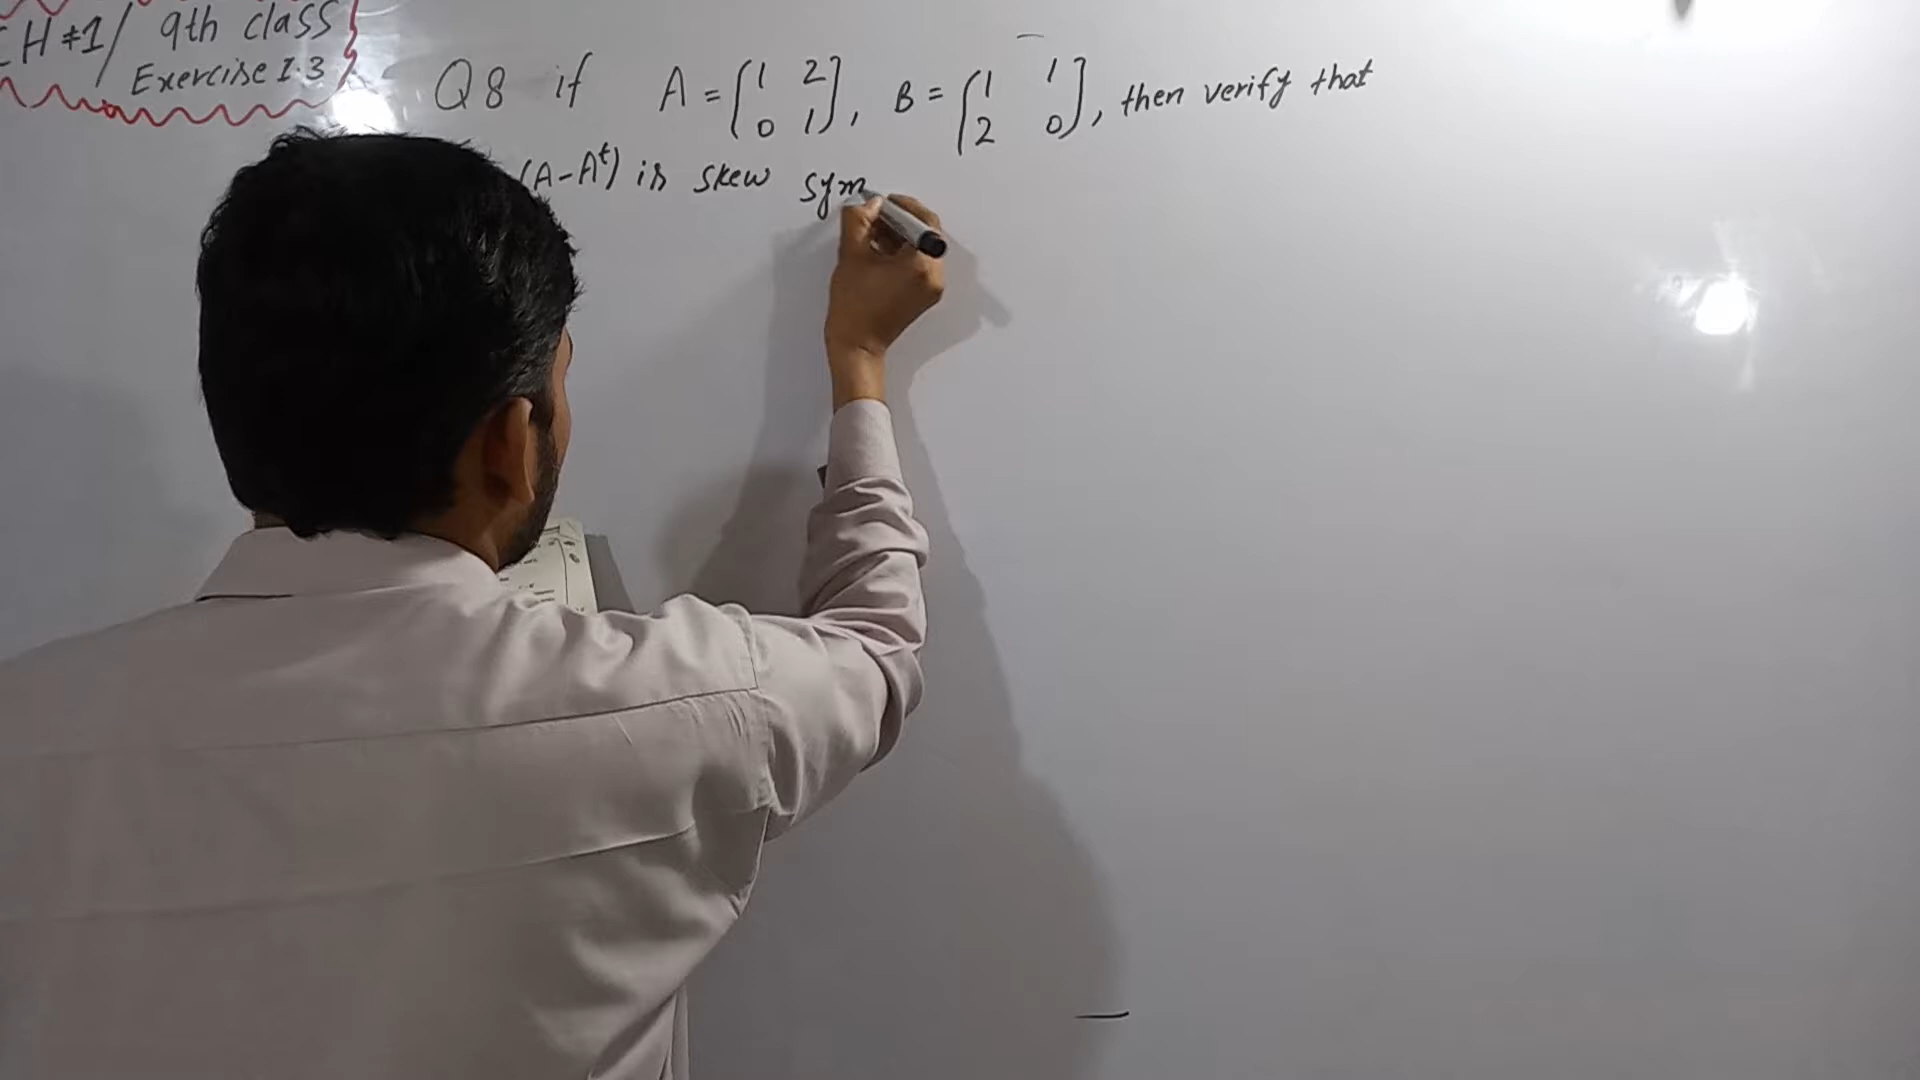 CH #1/ 9th class
Exercise 1.3
Q8 if A = [1 2], B = [1 1], then verify that
[0 1] [2 0]
(A-Aᵗ) is skew sym